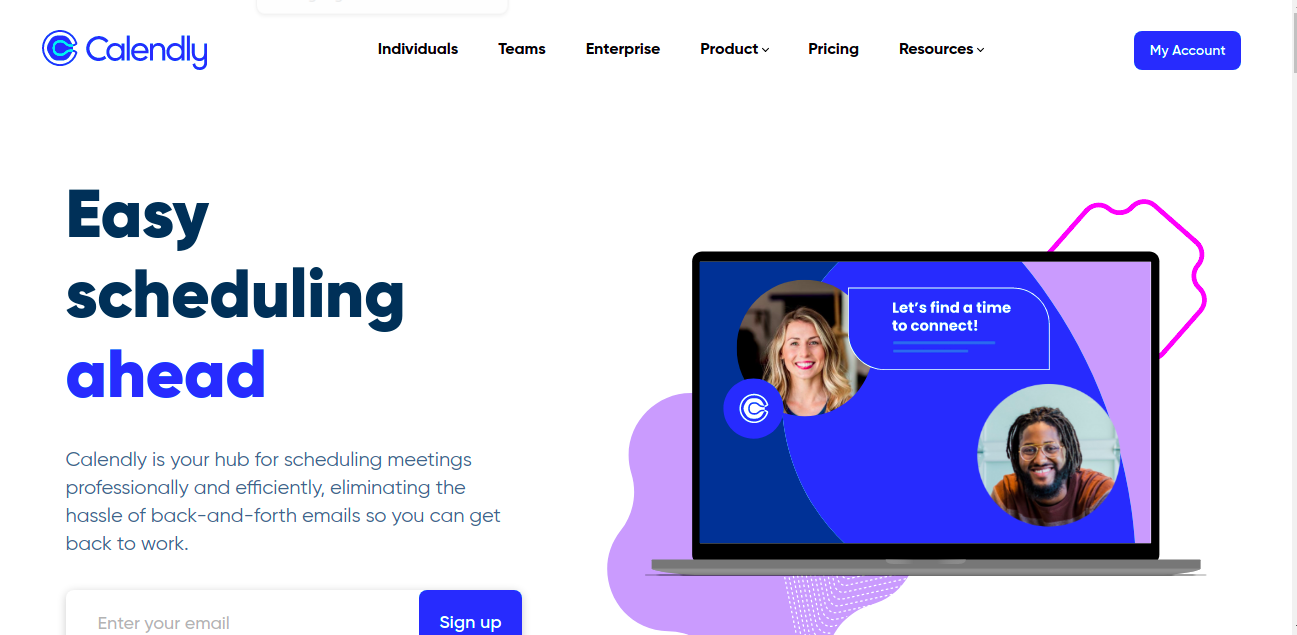 Calendly
Individuals
Teams
Enterprise
Product
Pricing
Resources
My Account
Easy
scheduling
ahead
Let's find a time
to connect!
Calendly is your hub for scheduling meetings
professionally and efficiently, eliminating the
hassle of back-and-forth emails so you can get
back to work.
Enter your email
Sign up